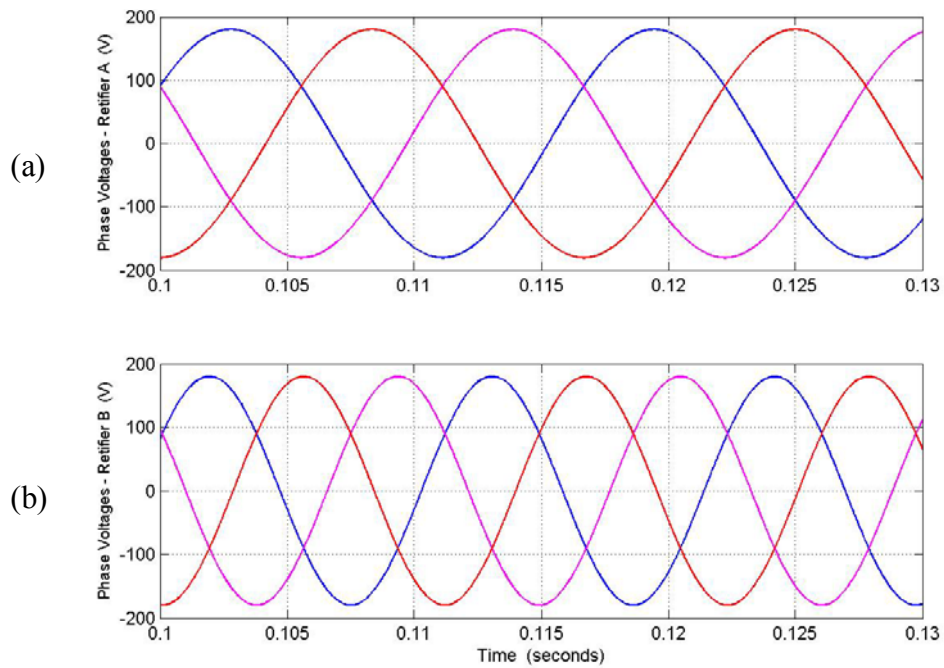 (a)
Phase Voltages - Retifier A (V)
200
100
0
-100
-200
0.1 0.105 0.11 0.115 0.12 0.125 0.13
(b)
Phase Voltages - Retifier B (V)
200
100
0
-100
-200
0.1 0.105 0.11 0.115 0.12 0.125 0.13
Time (seconds)